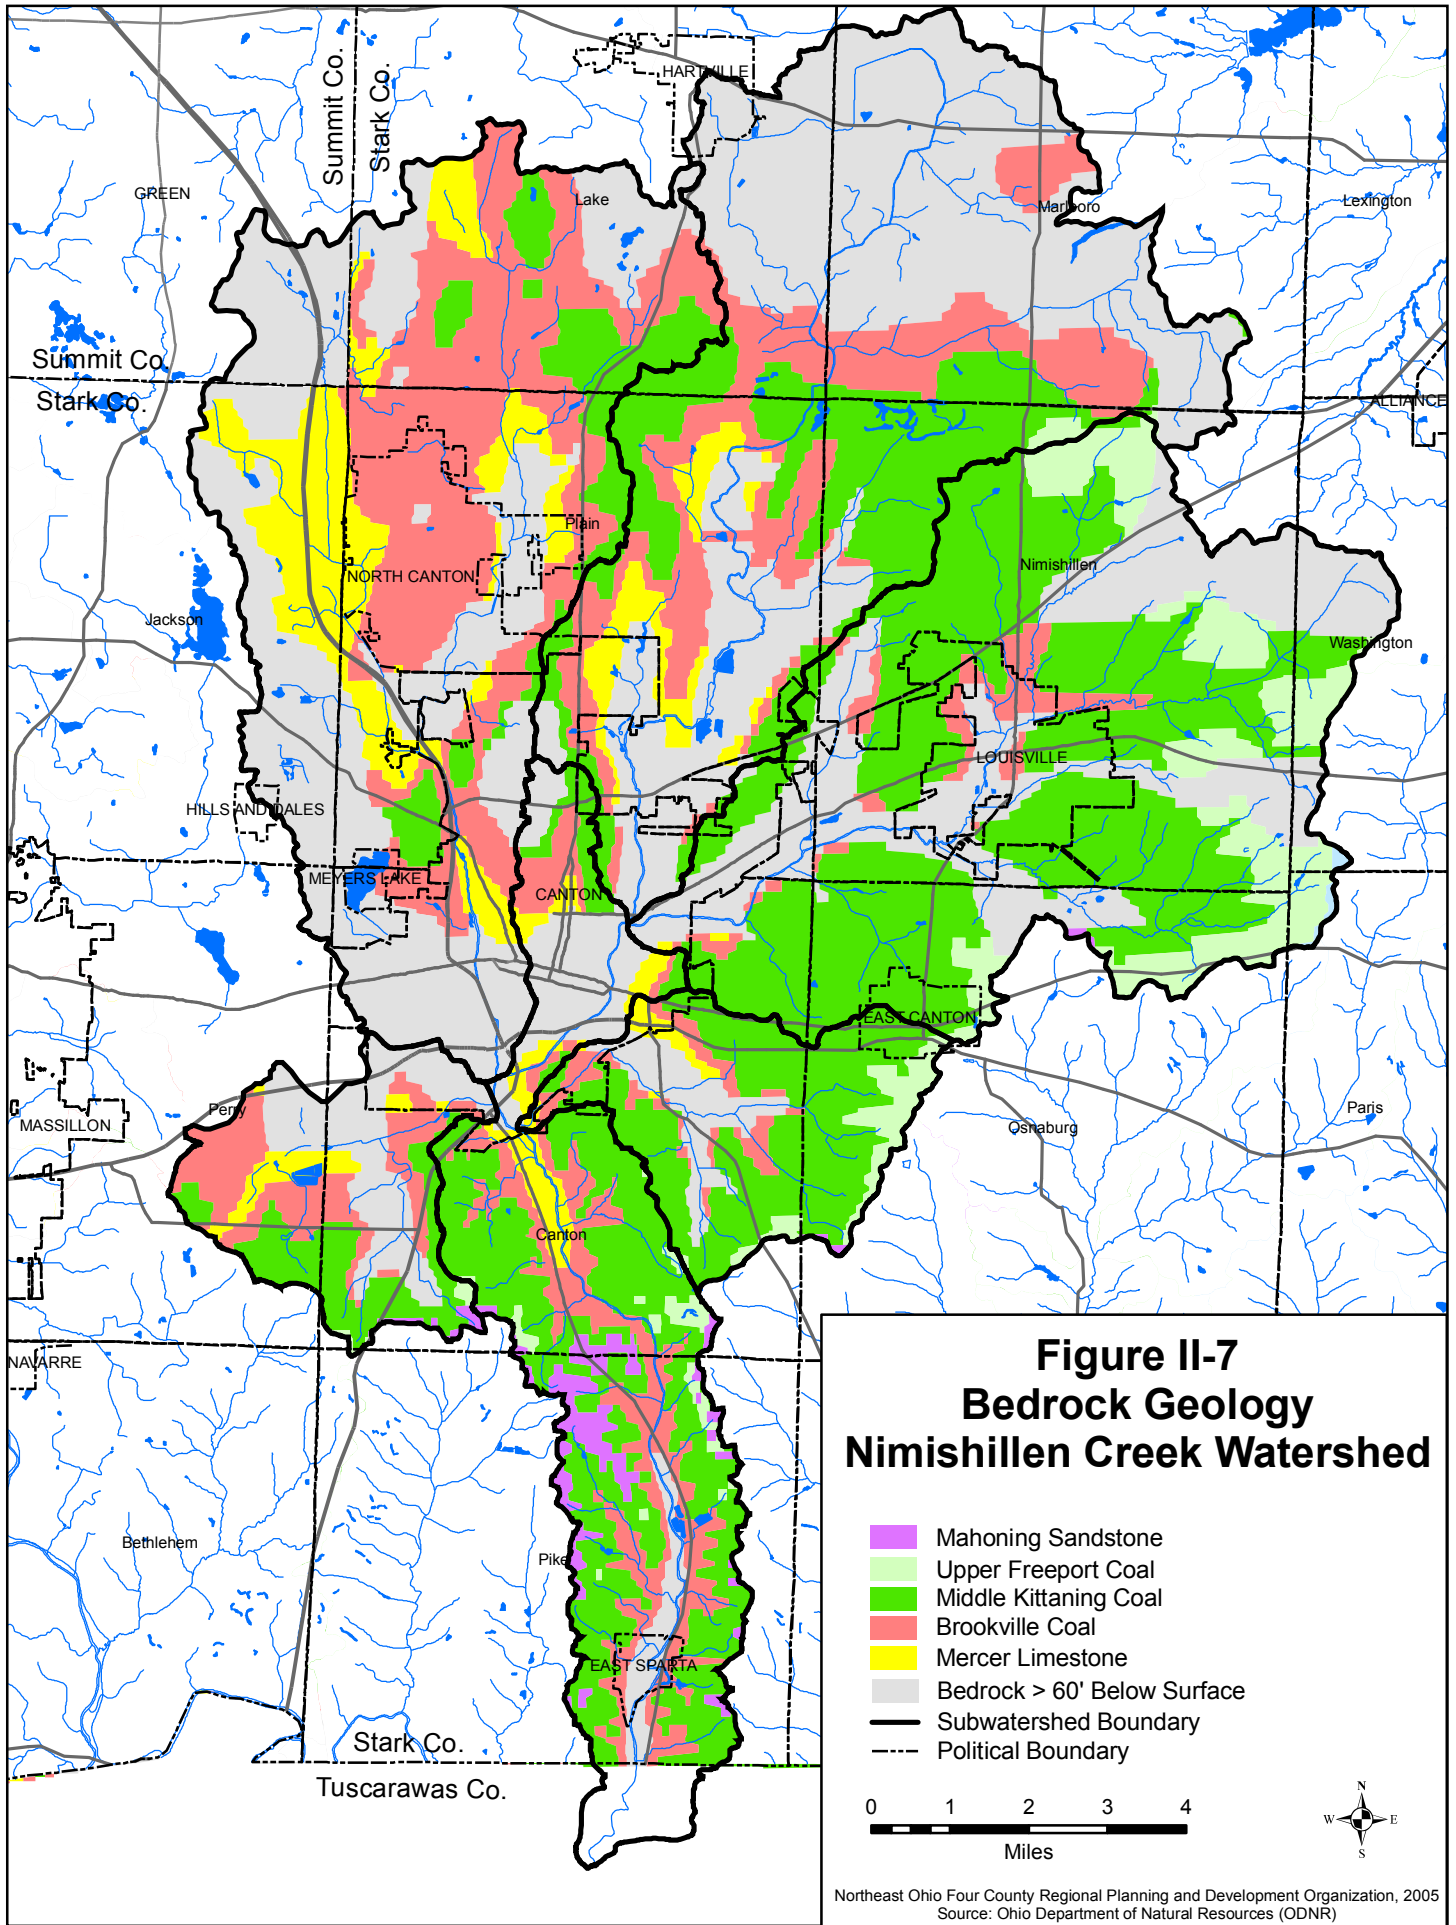 HARTVILLE
Summit Co.
Stark Co.
GREEN
Lake
Marlboro
Lexington
Summit Co.
Stark Co.
ALLIANCE
Plain
NORTH CANTON
Nimishillen
Jackson
Washington
LOUISVILLE
HILLS AND DALES
MEYERS LAKE
CANTON
EAST CANTON
Perry
MASSILLON
Paris
Osnaburg
Canton
NAVARRE
Bethlehem
Pike
EAST SPARTA
Stark Co.
Tuscarawas Co.
Figure II-7
Bedrock Geology
Nimishillen Creek Watershed
Mahoning Sandstone
Upper Freeport Coal
Middle Kittaning Coal
Brookville Coal
Mercer Limestone
Bedrock > 60' Below Surface
Subwatershed Boundary
Political Boundary
0 1 2 3 4
Miles
N
W E
S
Northeast Ohio Four County Regional Planning and Development Organization, 2005
Source: Ohio Department of Natural Resources (ODNR)